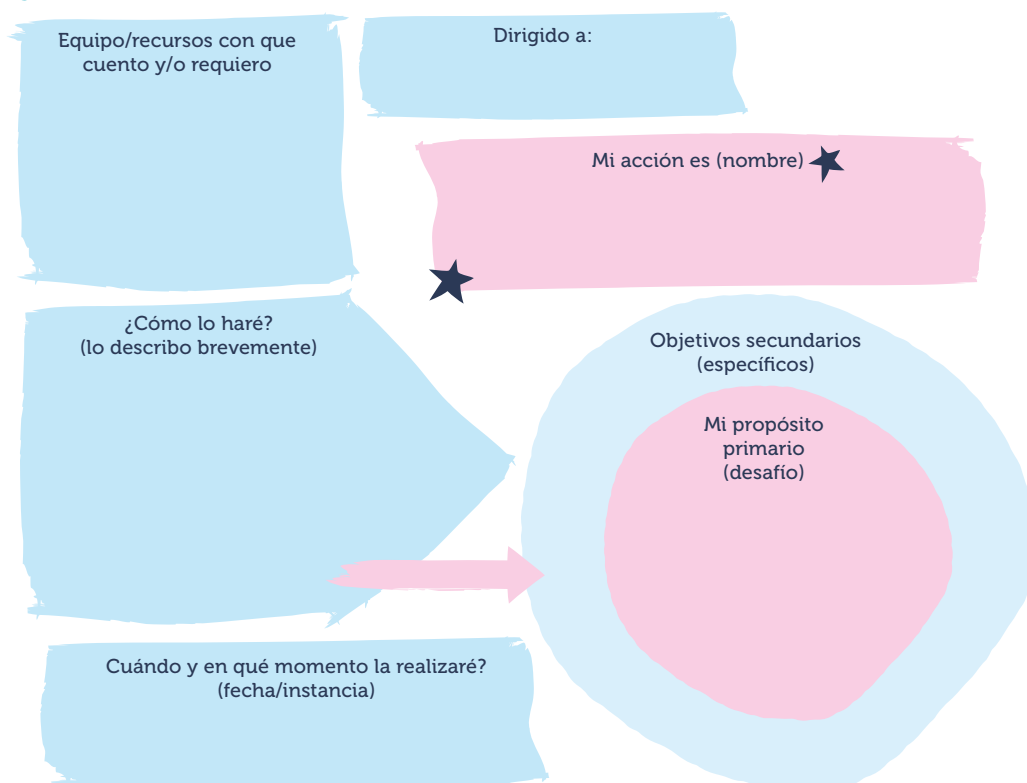 Equipo/recursos con que
cuento y/o requiero
Dirigido a:
Mi acción es (nombre)
¿Cómo lo haré?
(lo describo brevemente)
Objetivos secundarios
(específicos)
Mi propósito
primario
(desafío)
Cuándo y en qué momento la realizaré?
(fecha/instancia)